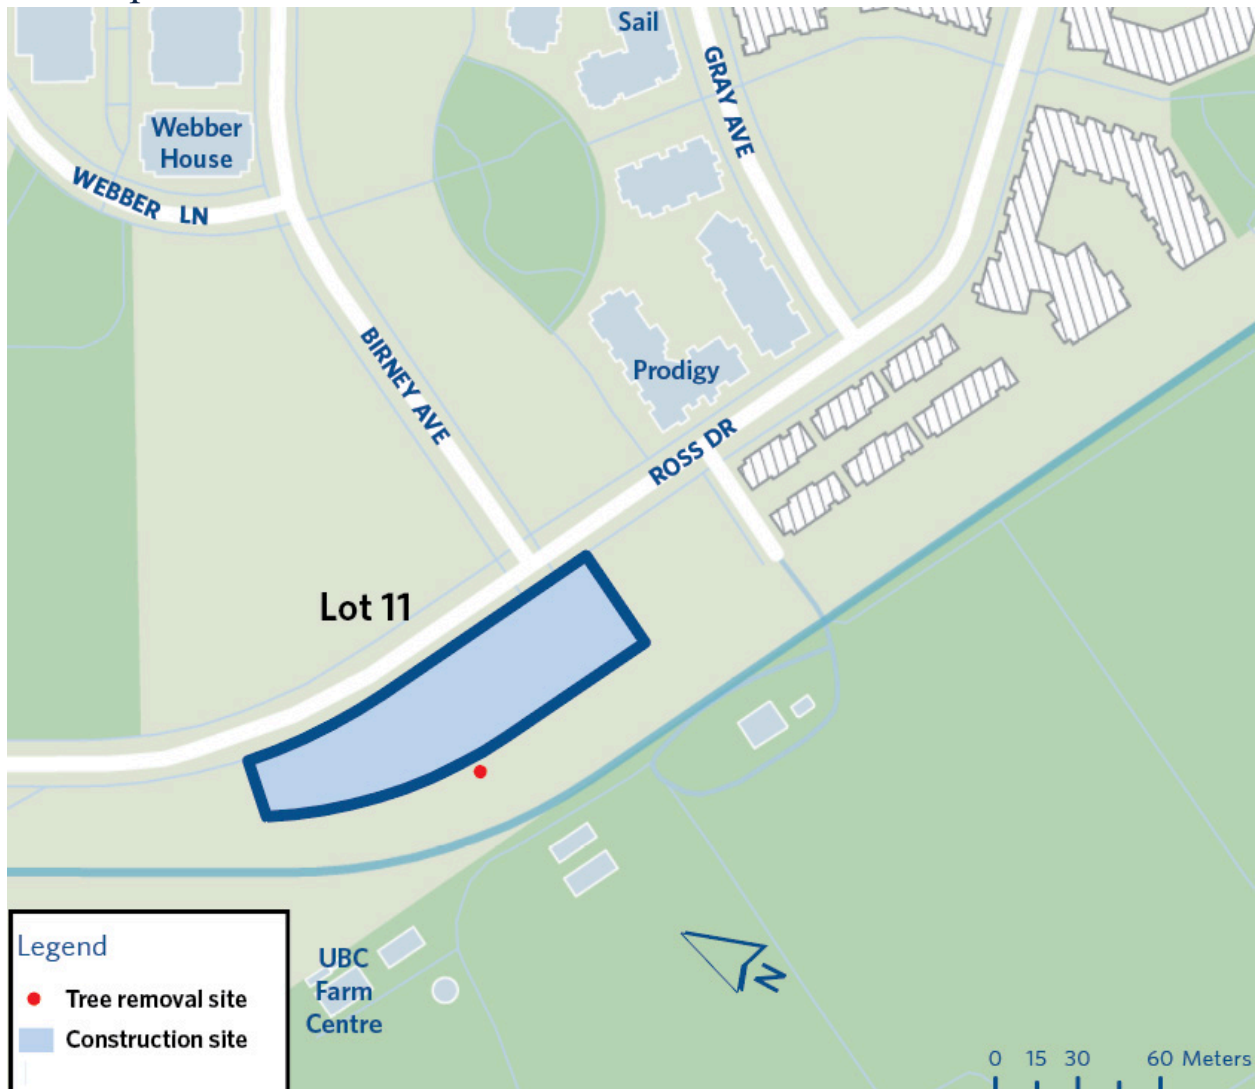 Sail
GRAY AVE
Webber
House
WEBBER LN
BIRNEY AVE
Prodigy
ROSS DR
Lot 11
Legend
Tree removal site
Construction site
UBC
Farm
Centre
N
0 15 30 60 Meters